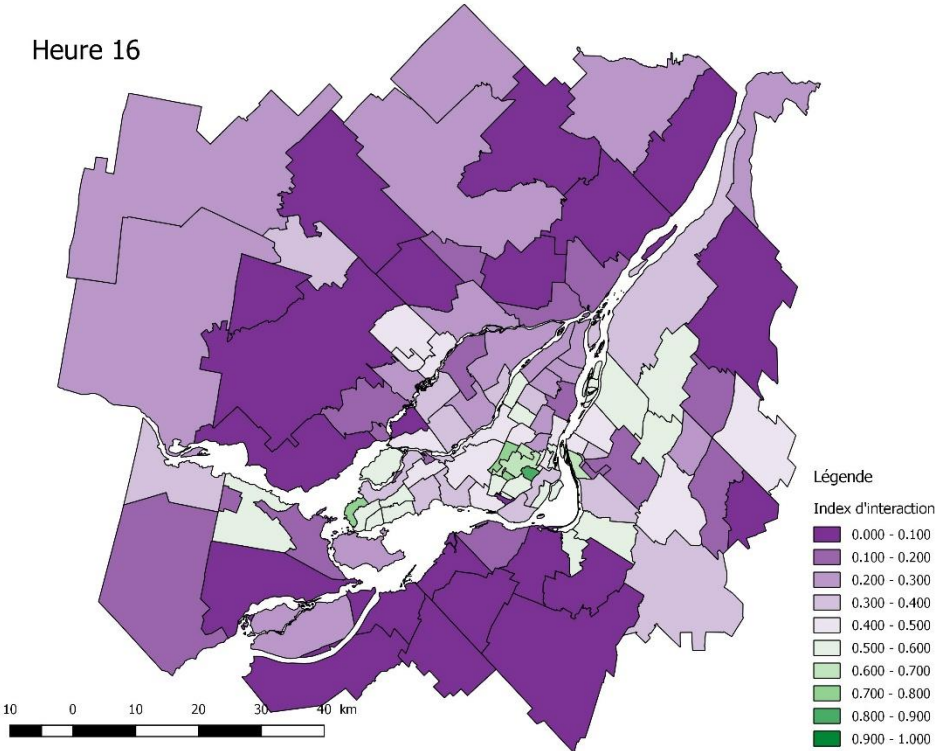 Heure 16
Légende
Index d'interaction
0.000 - 0.100
0.100 - 0.200
0.200 - 0.300
0.300 - 0.400
0.400 - 0.500
0.500 - 0.600
0.600 - 0.700
0.700 - 0.800
0.800 - 0.900
0.900 - 1.000
10 0 10 20 30 40 km